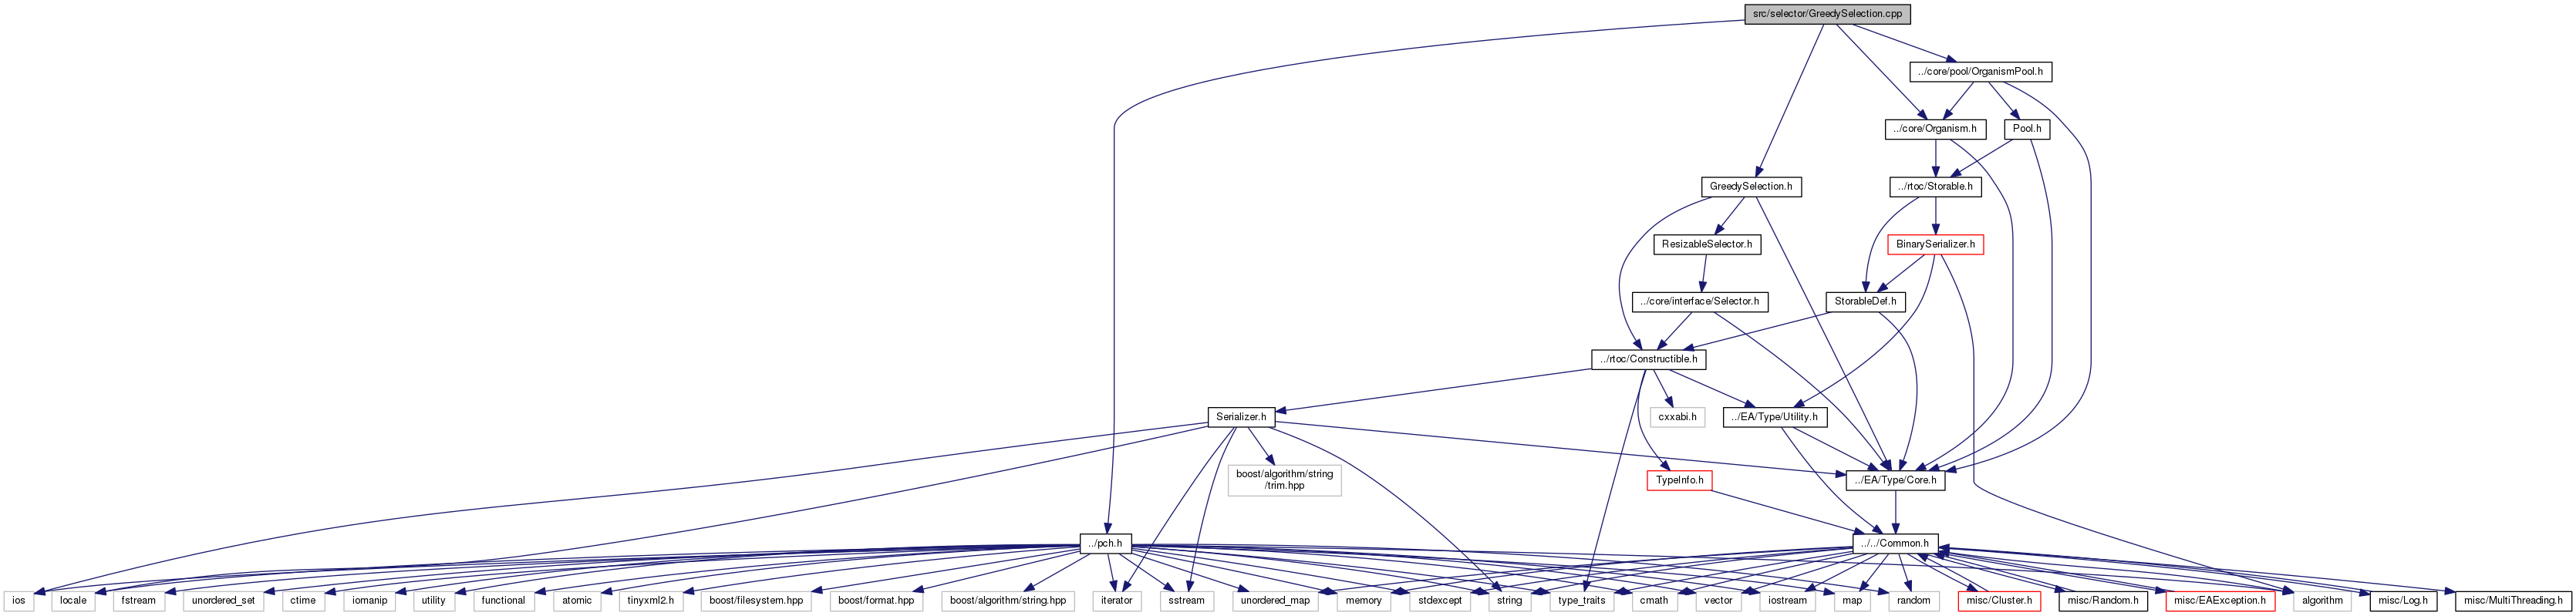 src/selector/GreedySelection.cpp
../core/pool/OrganismPool.h
../core/Organism.h
Pool.h
GreedySelection.h
../rtoc/Storable.h
ResizableSelector.h
BinarySerializer.h
../core/interface/Selector.h
StorableDef.h
../rtoc/Constructible.h
Serializer.h
cxxabi.h
../EA/Type/Utility.h
boost/algorithm/string
/trim.hpp
TypeInfo.h
../EA/Type/Core.h
../pch.h
../../Common.h
ios
locale
fstream
unordered_set
ctime
iomanip
utility
functional
atomic
tinyxml2.h
boost/filesystem.hpp
boost/format.hpp
boost/algorithm/string.hpp
iterator
sstream
unordered_map
memory
stdexcept
string
type_traits
cmath
vector
iostream
map
random
misc/Cluster.h
misc/Random.h
misc/EAException.h
algorithm
misc/Log.h
misc/MultiThreading.h